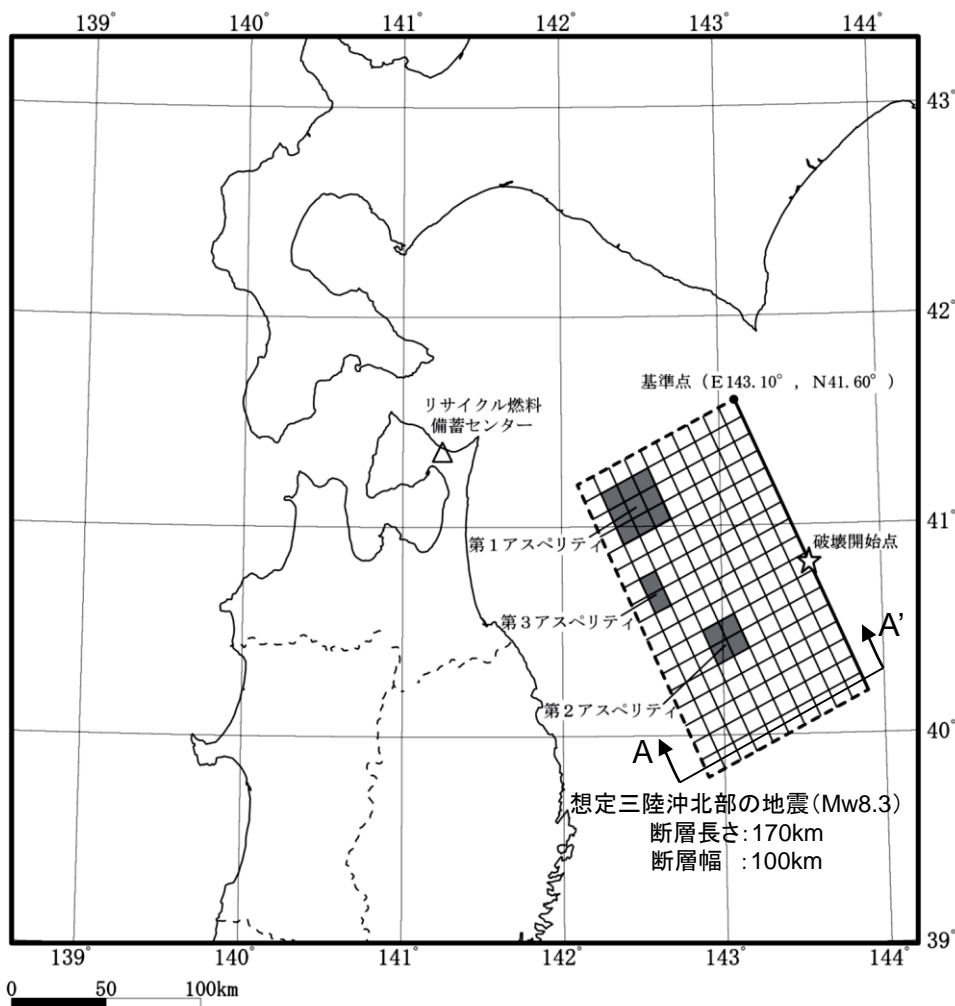 139° 140° 141° 142° 143° 144°
43°
42°
基準点（E143.10°，N41.60°）
リサイクル燃料
備蓄センター
41°
第1アスペリティ
破壊開始点
第3アスペリティ
A'
第2アスペリティ
40°
A
想定三陸沖北部の地震(Mw8.3)
断層長さ:170km
断層幅　:100km
39°
139° 140° 141° 142° 143° 144°
0 50 100km